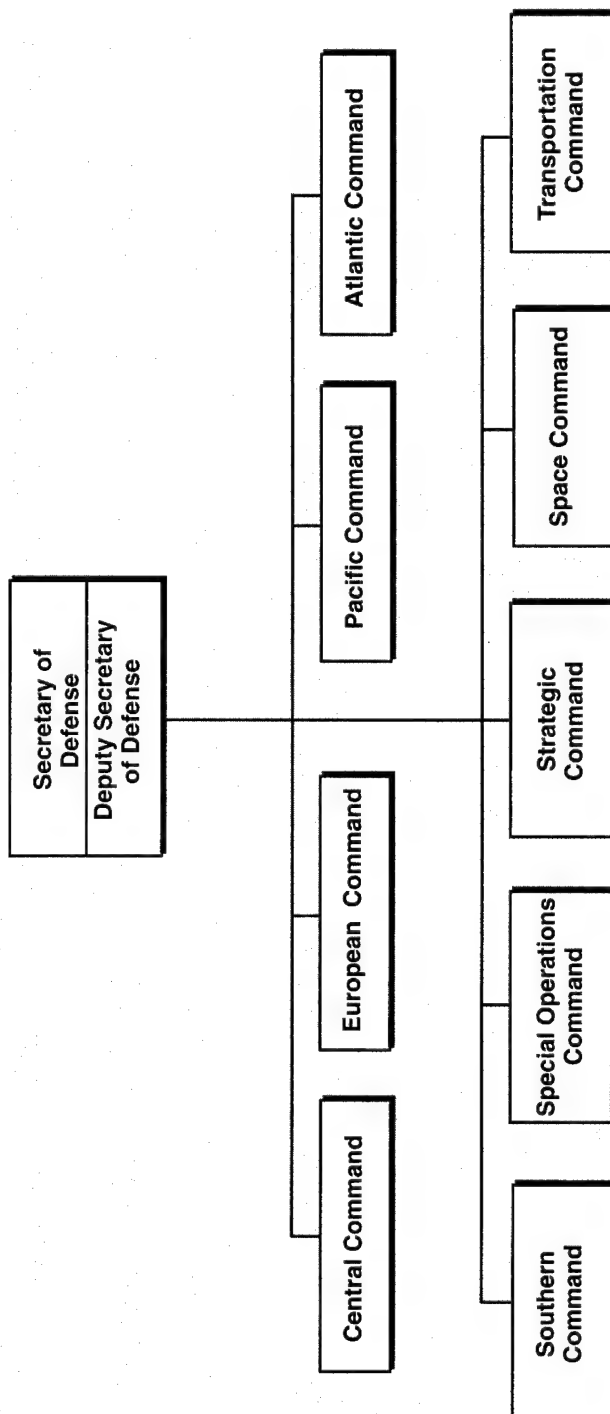 Secretary of
Defense
Deputy Secretary
of Defense
Central Command
European Command
Pacific Command
Atlantic Command
Southern
Command
Special Operations
Command
Strategic
Command
Space Command
Transportation
Command